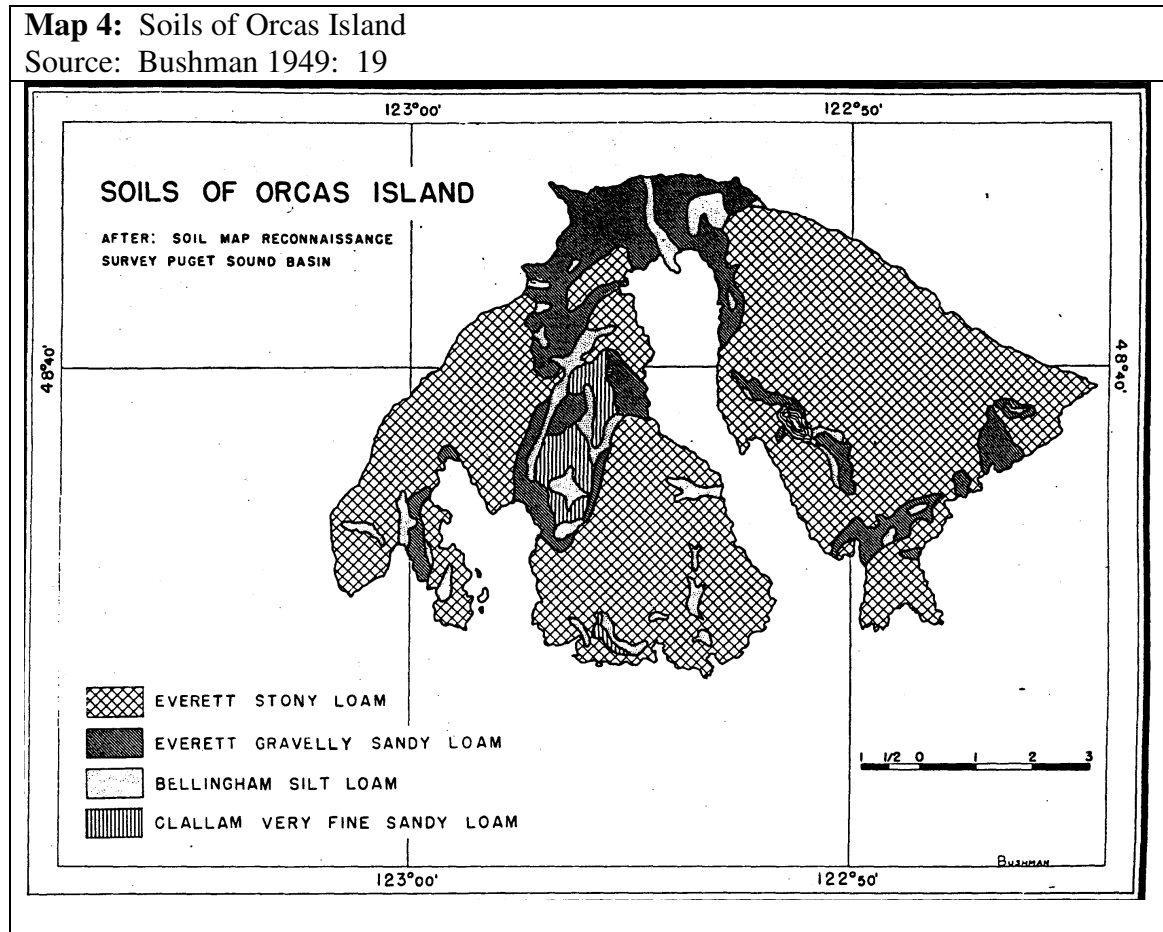 Map 4: Soils of Orcas Island
Source: Bushman 1949: 19
123°00' 122°50'
SOILS OF ORCAS ISLAND
AFTER: SOIL MAP RECONNAISSANCE
SURVEY PUGET SOUND BASIN
48°40' 48°40'
EVERETT STONY LOAM
EVERETT GRAVELLY SANDY LOAM
BELLINGHAM SILT LOAM
CLALLAM VERY FINE SANDY LOAM
1 1/2 0 1 2 3
BUSHMAN
123°00' 122°50'